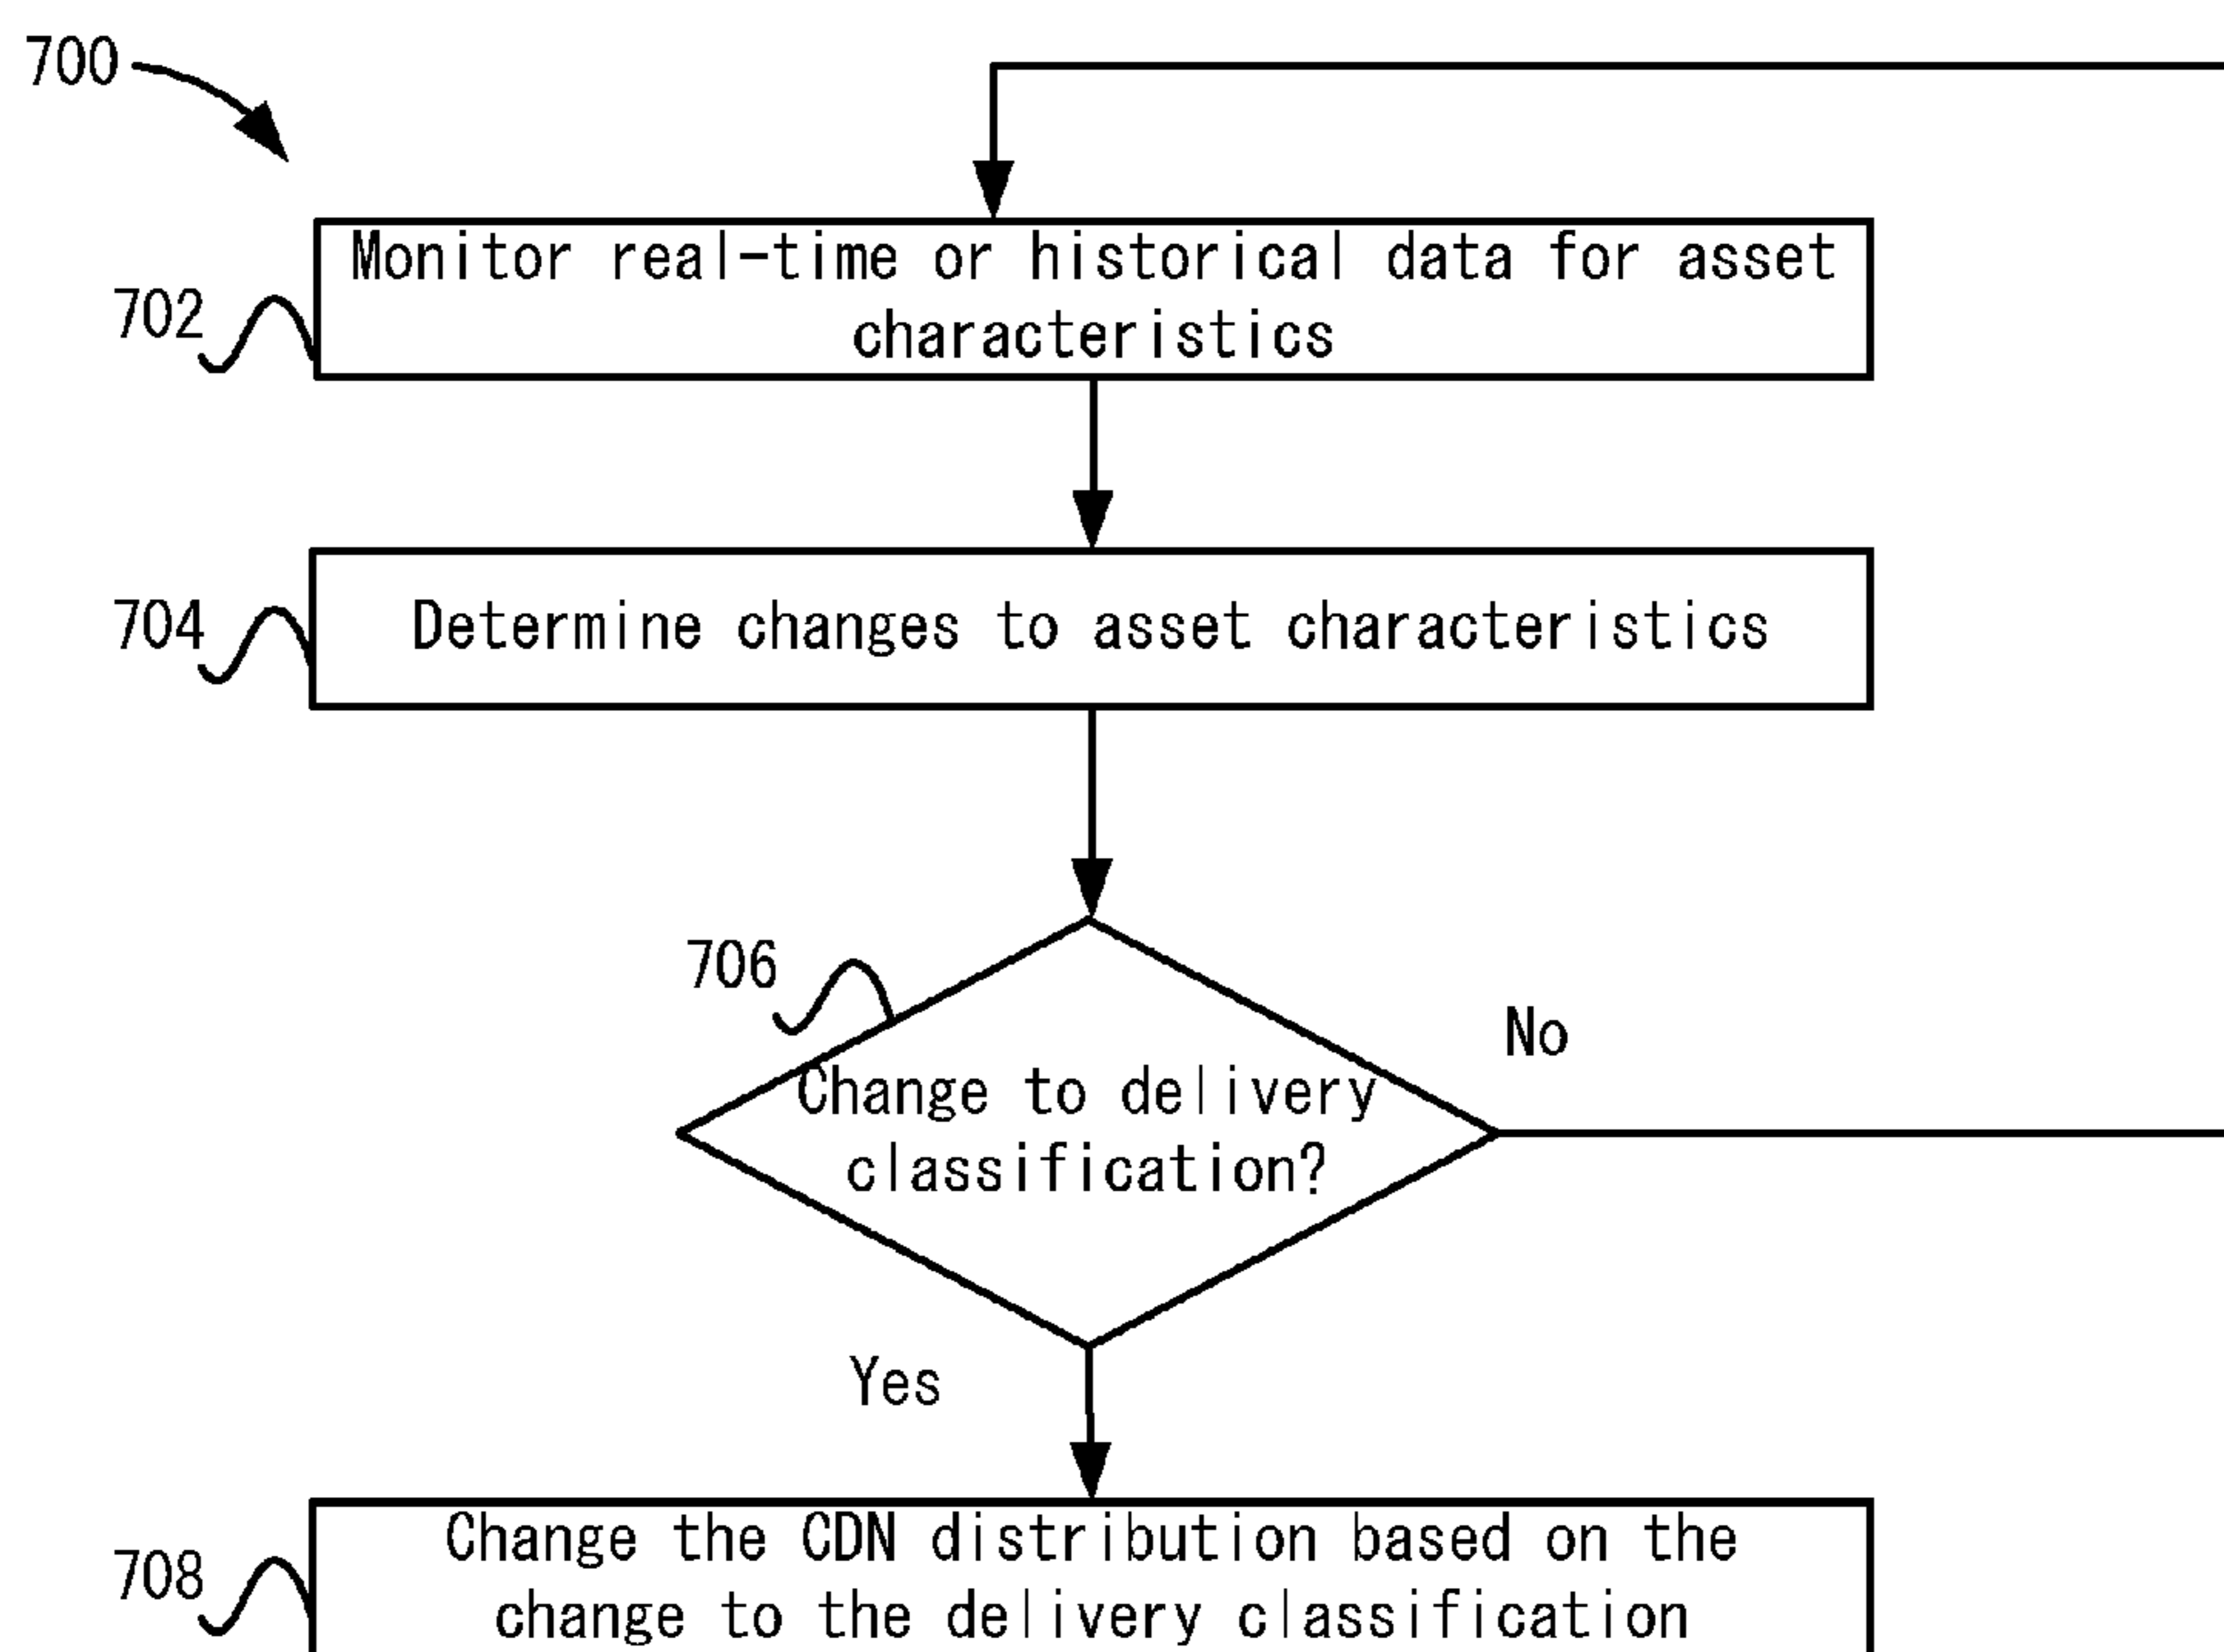 700
Monitor real-time or historical data for asset
characteristics
702
Determine changes to asset characteristics
704
706
No
Change to delivery
classification?
Yes
Change the CDN distribution based on the
change to the delivery classification
708